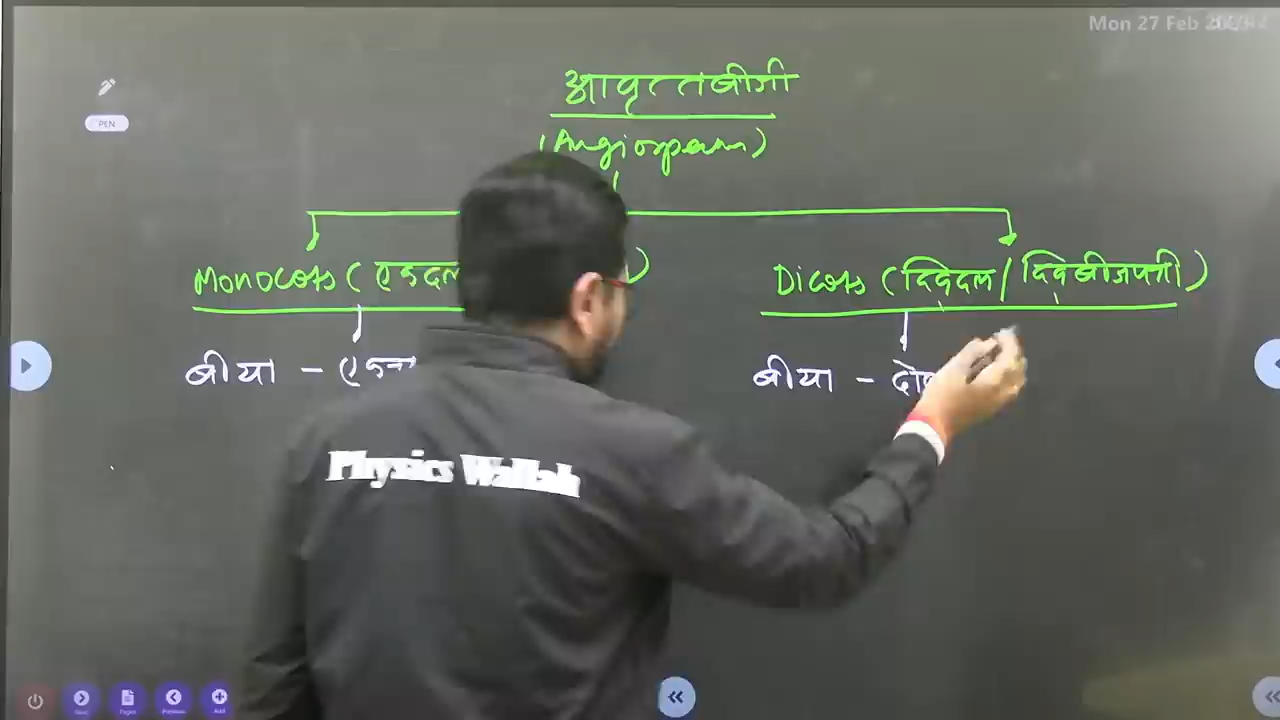 Mon 27 Feb
PEN
आवृत्तबीजी
(Angiosperm)
Monocots (एकदल )
Dicots (द्विदल/द्विबीजपत्री)
बीया -
बीया -
Physics Wallah